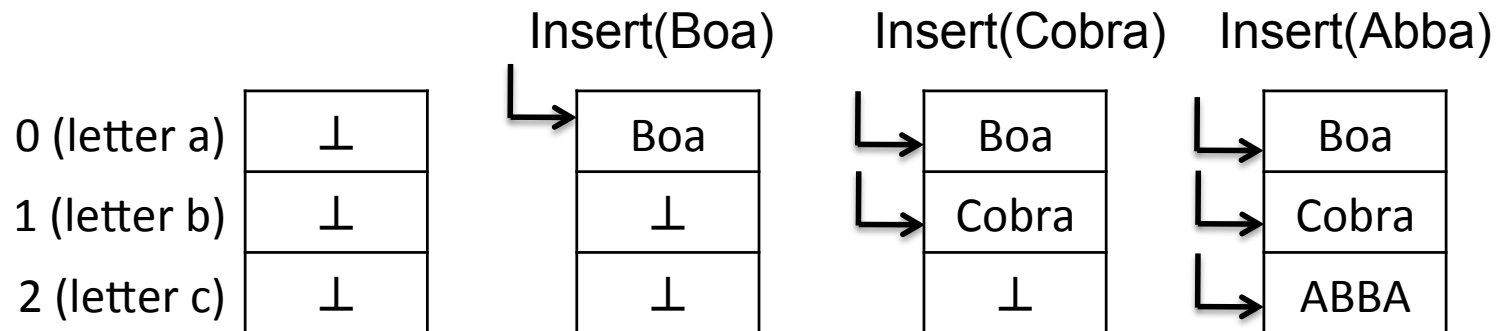 Insert(Boa) Insert(Cobra) Insert(Abba)
0 (letter a) ⊥ Boa Boa Boa
1 (letter b) ⊥ ⊥ Cobra Cobra
2 (letter c) ⊥ ⊥ ⊥ ABBA